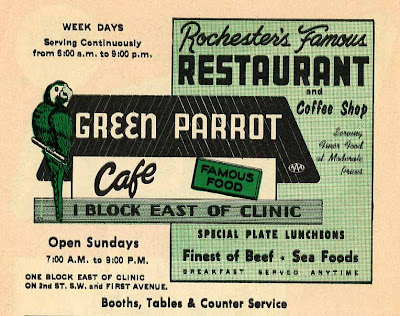 WEEK DAYS
Serving Continuously
from 6:00 a.m. to 9:00 p.m.
Rochester's Famous
RESTAURANT
and
Coffee Shop
Serving
Finer Food
at Moderate
Prices
GREEN PARROT
Cafe
AAA
FAMOUS
FOOD
1 BLOCK EAST OF CLINIC
Open Sundays
7:00 A.M. to 9:00 P.M.
ONE BLOCK EAST OF CLINIC
ON 2nd ST. S.W. and FIRST AVENUE.
SPECIAL PLATE LUNCHEONS
Finest of Beef • Sea Foods
BREAKFAST SERVED ANYTIME
Booths, Tables & Counter Service